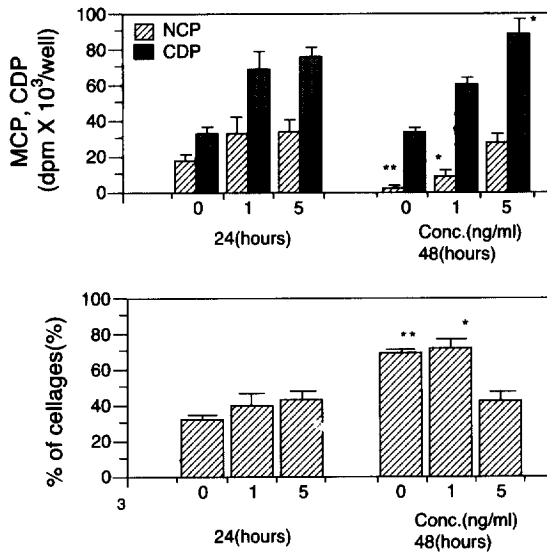 100
80
60
40
20
0
MCP, CDP
(dpm X 10³/well)
NCP
CDP
**
*
*
0 1 5 0 1 5
24(hours)
Conc.(ng/ml)
48(hours)
100
80
60
40
20
0
% of cellages(%)
**
*
0 1 5 0 1 5
3
24(hours)
Conc.(ng/ml)
48(hours)